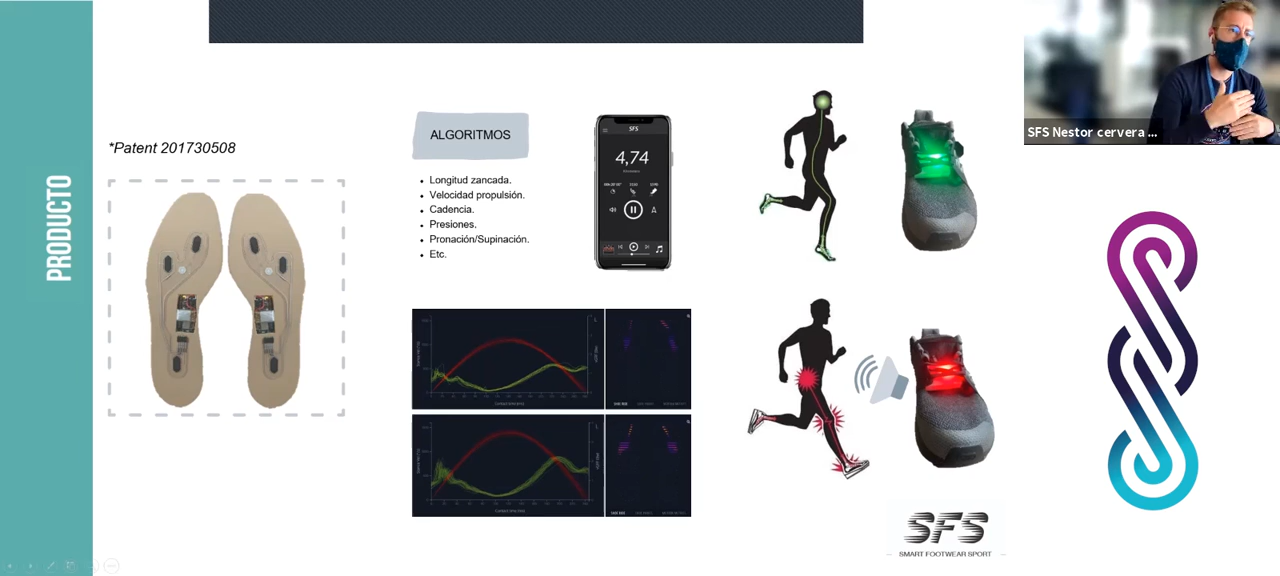 PRODUCTO
*Patent 201730508
ALGORITMOS
Longitud zancada.
Velocidad propulsión.
Cadencia.
Presiones.
Pronación/Supinación.
Etc.
SFS
4,74
SFS Nestor cervera ...
SFS
SMART FOOTWEAR SPORT